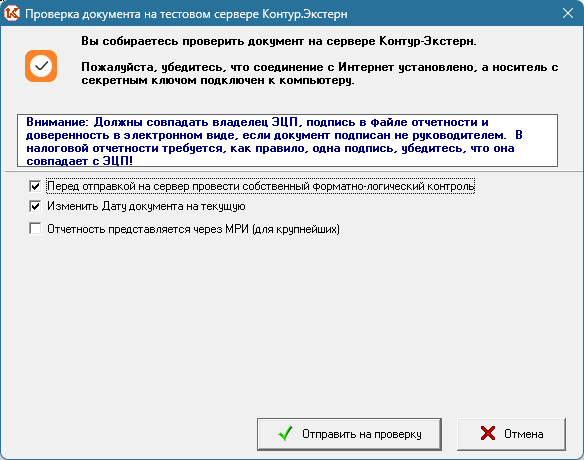 Проверка документа на тестовом сервере Контур.Экстерн
Вы собираетесь проверить документ на сервере Контур-Экстерн.
Пожалуйста, убедитесь, что соединение с Интернет установлено, а носитель с
секретным ключом подключен к компьютеру.
Внимание: Должны совпадать владелец ЭЦП, подпись в файле отчетности и
доверенность в электронном виде, если документ подписан не руководителем. В
налоговой отчетности требуется, как правило, одна подпись, убедитесь, что она
совпадает с ЭЦП!
Перед отправкой на сервер провести собственный форматно-логический контроль
Изменить Дату документа на текущую
Отчетность представляется через МРИ (для крупнейших)
Отправить на проверку
Отмена